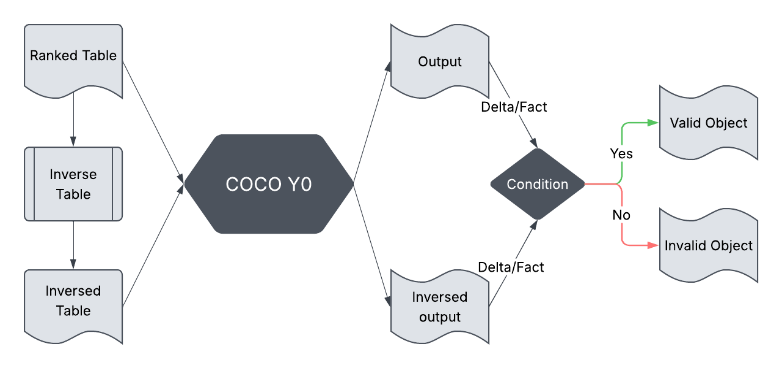 Ranked Table
Inverse
Table
Inversed
Table
COCO Y0
Output
Delta/Fact
Condition
Delta/Fact
Inversed
output
Yes
No
Valid Object
Invalid Object